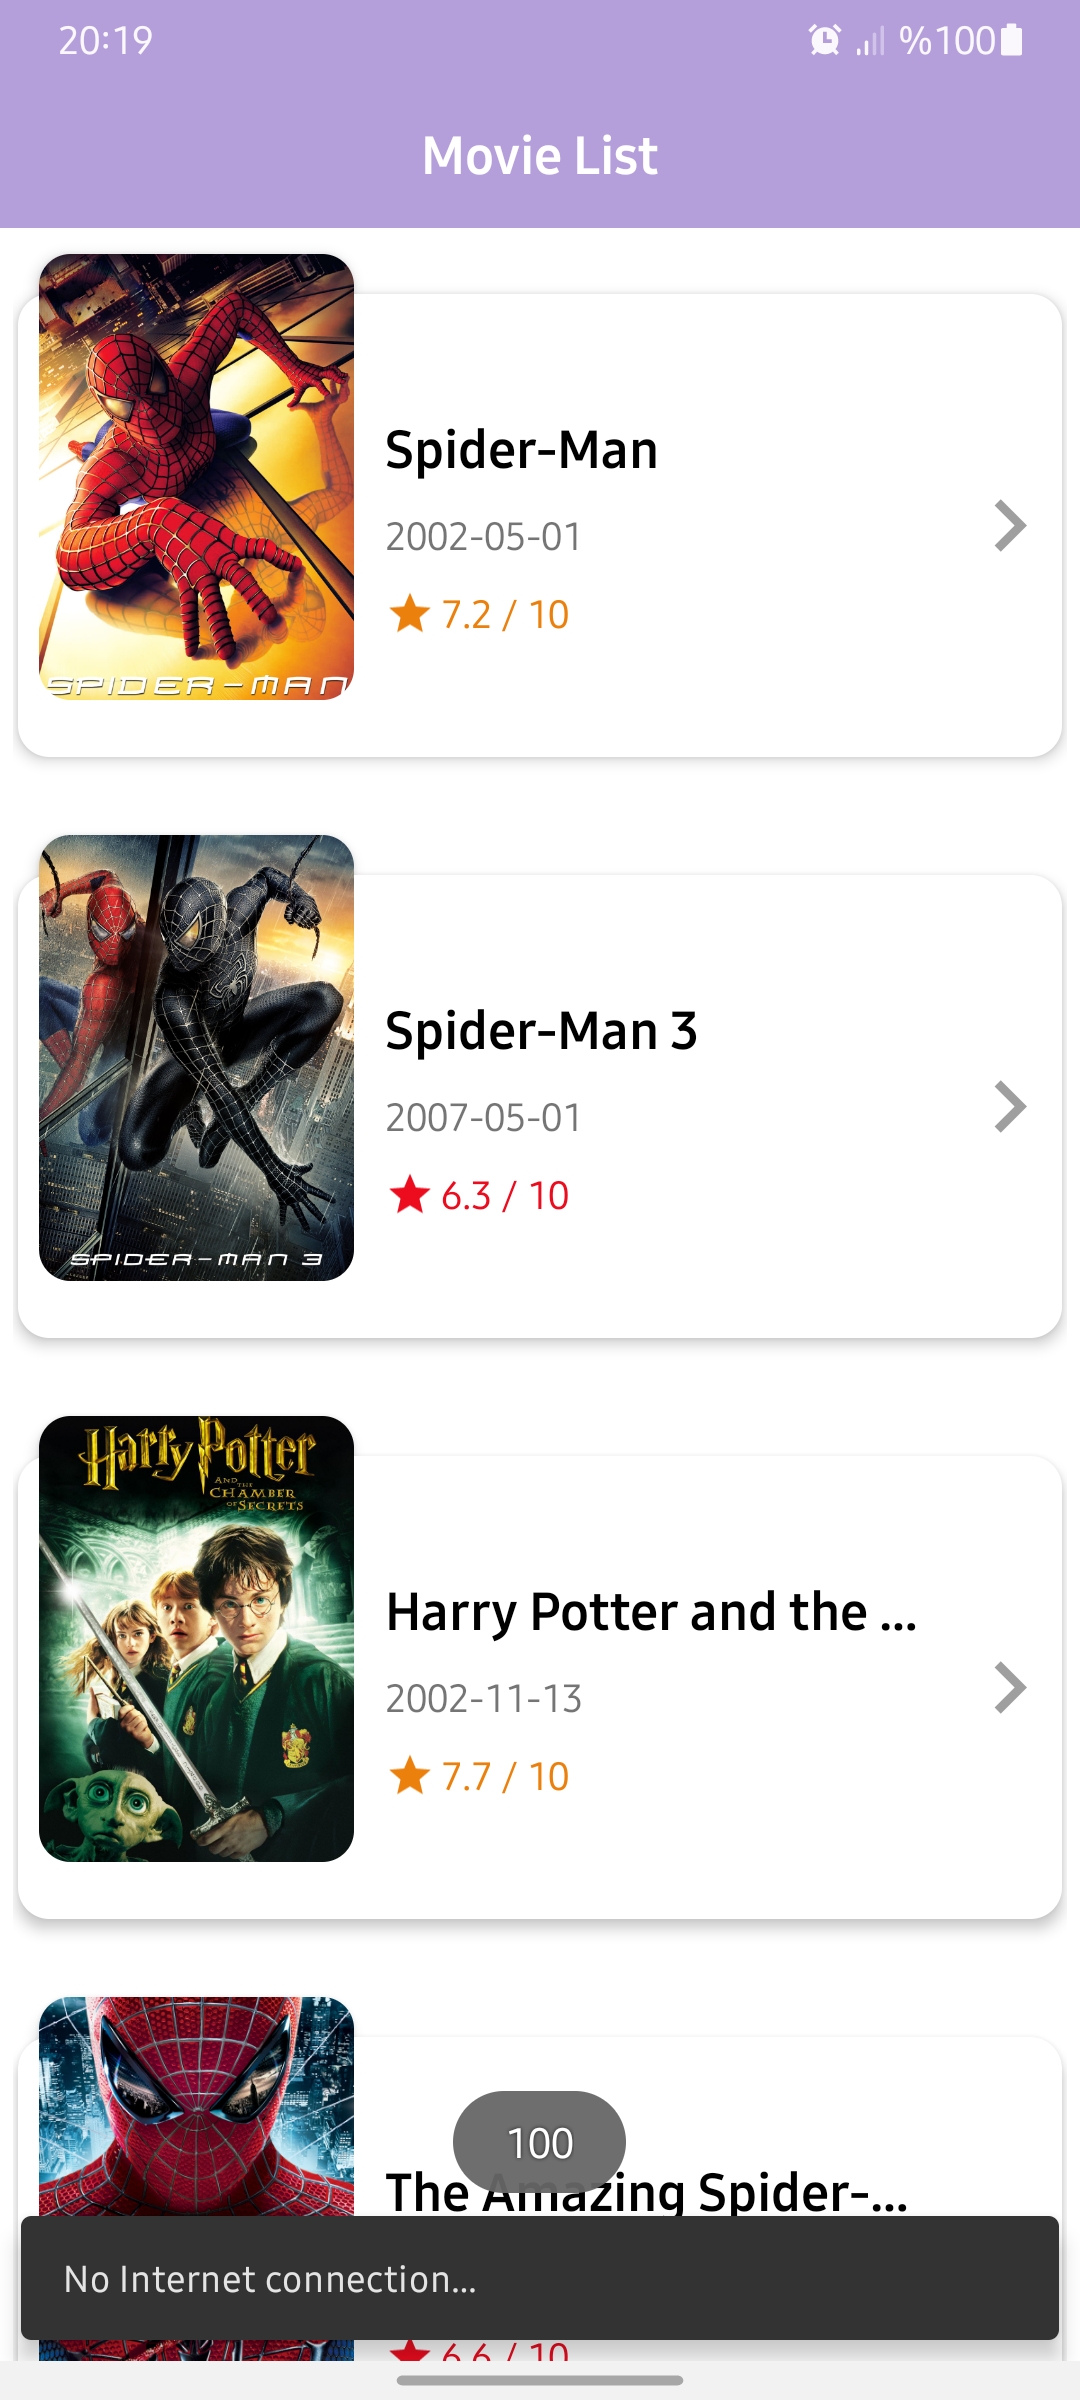 20:19 %100
Movie List
SPIDER-MAN
Spider-Man
2002-05-01
7.2 / 10
SPIDER-MAN 3
Spider-Man 3
2007-05-01
6.3 / 10
Harry Potter
AND THE
CHAMBER
OF SECRETS
Harry Potter and the ...
2002-11-13
7.7 / 10
100
The Amazing Spider-...
No Internet connection...
6.6 / 10